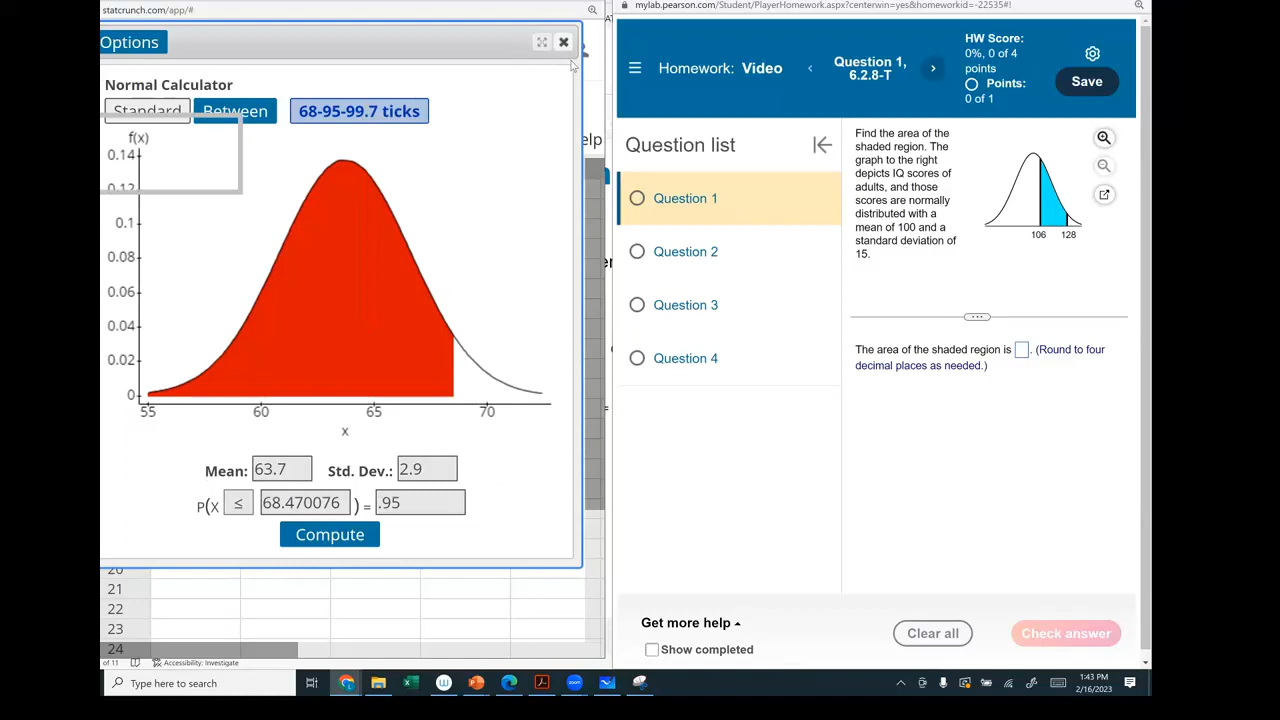 statcrunch.com/app/#
Options
Normal Calculator
Standard
Between
68-95-99.7 ticks
f(x)
0.14
0.12
0.1
0.08
0.06
0.04
0.02
0
55
60
65
70
x
Mean: 63.7 Std. Dev.: 2.9
P(X ≤ 68.470076 ) = .95
Compute
elp
20
21
22
23
24
of 11
Accessibility: Investigate
mylab.pearson.com/Student/PlayerHomework.aspx?centerwin=yes&homeworkid=-22535#!
Homework: Video
Question 1,
6.2.8-T
HW Score:
0%, 0 of 4
points
Points:
0 of 1
Save
Question list
Question 1
Question 2
Question 3
Question 4
Find the area of the
shaded region. The
graph to the right
depicts IQ scores of
adults, and those
scores are normally
distributed with a
mean of 100 and a
standard deviation of
15.
106 128
The area of the shaded region is . (Round to four
decimal places as needed.)
Get more help
Show completed
Clear all
Check answer
Type here to search
1:43 PM
2/16/2023